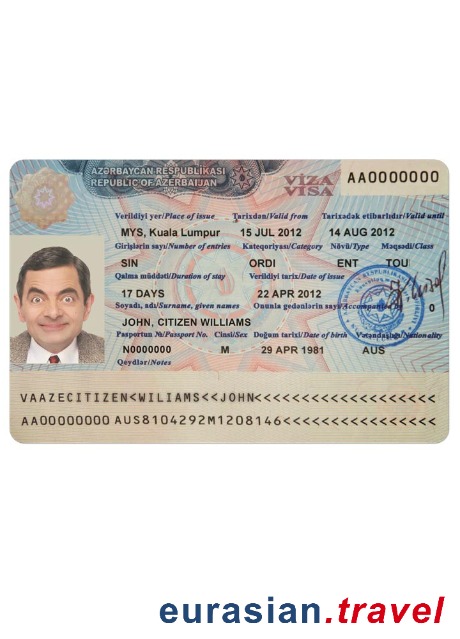 AZƏRBAYCAN RESPUBLİKASI
REPUBLIC OF AZERBAIJAN
VİZA
VISA
AA0000000
Verildiyi yer/Place of issue Tarixdən/Valid from Tarixədək etibarlıdır/Valid until
MYS, Kuala Lumpur 15 JUL 2012 14 AUG 2012
Girişlərin sayı/Number of entries Kateqoriyası/Category Növü/Type Məqsədi/Class
SIN ORDI ENT TOU
Qalma müddəti/Duration of stay Verildiyi tarix/Date of issue
17 DAYS 22 APR 2012 0
Soyadı, adı/Surname, given names Onunla gedənlərin sayı/Accompanied
JOHN, CITIZEN WILLIAMS
Pasportun №/Passport No. Cinsi/Sex Doğum tarixi/Date of birth Vətəndaşlığı/Nationality
N0000000 M 29 APR 1981 AUS
Qeydlər/Notes
VAAZECITIZEN<WILIAMS<<JOHN<<<<<<<<<<<<<<<<<<
AA00000000AUS8104292M1208146<<<<<<<<<<<<<<<<
eurasian.travel